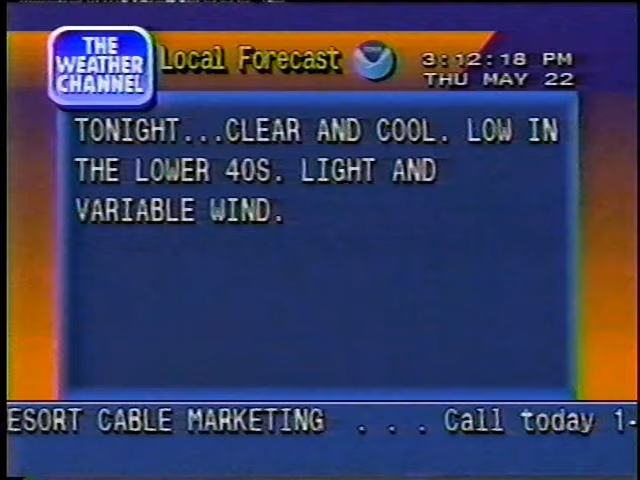 THE
WEATHER
CHANNEL
Local Forecast
3:12:18 PM
THU MAY 22
TONIGHT...CLEAR AND COOL. LOW IN
THE LOWER 40S. LIGHT AND
VARIABLE WIND.
ESORT CABLE MARKETING . . . Call today 1-